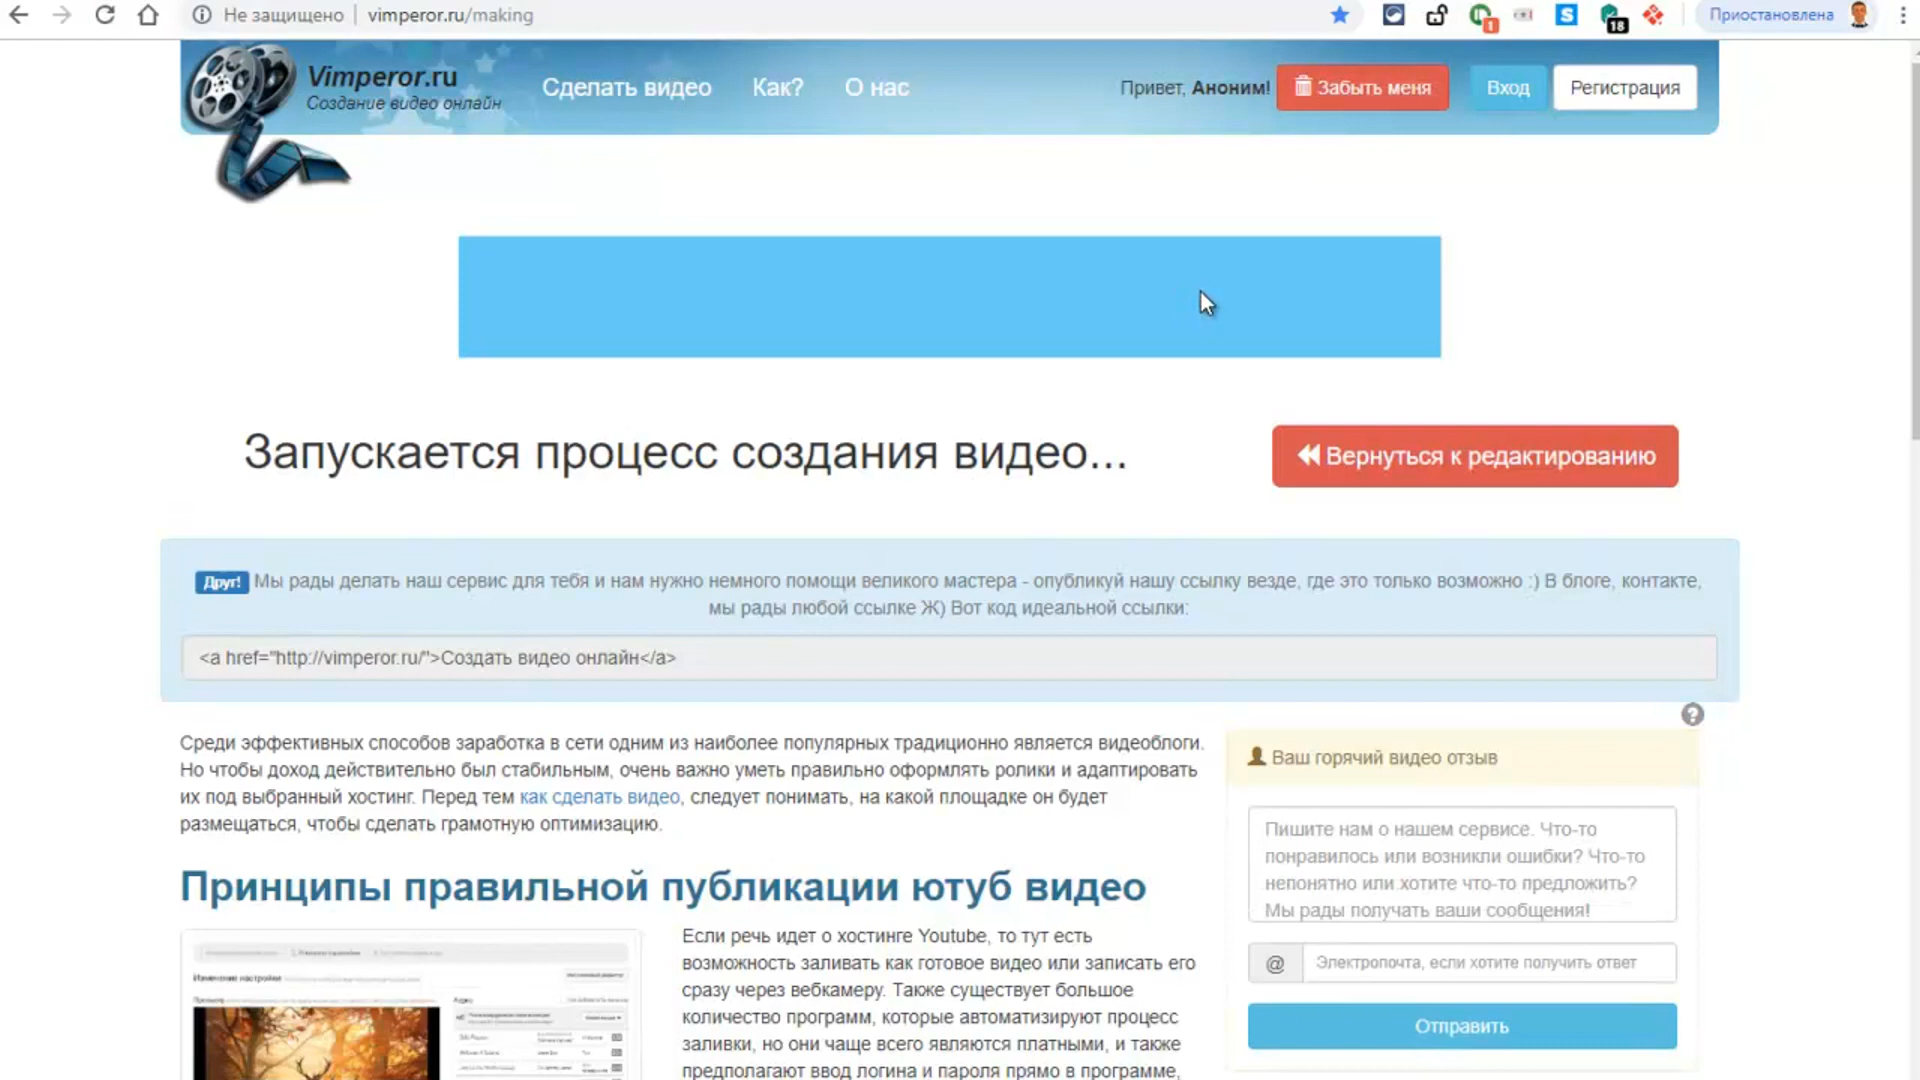 Не защищено
vimperor.ru/making
1
S
18
Приостановлена
Vimperor.ru
Создание видео онлайн
Сделать видео
Как?
О нас
Привет, Аноним!
Забыть меня
Вход
Регистрация
Запускается процесс создания видео...
Вернуться к редактированию
Друг! Мы рады делать наш сервис для тебя и нам нужно немного помощи великого мастера - опубликуй нашу ссылку везде, где это только возможно :) В блоге, контакте,
мы рады любой ссылке Ж) Вот код идеальной ссылки:
<a href="http://vimperor.ru/">Создать видео онлайн</a>
Среди эффективных способов заработка в сети одним из наиболее популярных традиционно является видеоблоги.
Но чтобы доход действительно был стабильным, очень важно уметь правильно оформлять ролики и адаптировать
их под выбранный хостинг. Перед тем как сделать видео, следует понимать, на какой площадке он будет
размещаться, чтобы сделать грамотную оптимизацию.
Принципы правильной публикации ютуб видео
Изменение настройки
Если речь идет о хостинге Youtube, то тут есть
возможность заливать как готовое видео или записать его
сразу через вебкамеру. Также существует большое
количество программ, которые автоматизируют процесс
заливки, но они чаще всего являются платными, и также
предполагают ввод логина и пароля прямо в программе,
?
Ваш горячий видео отзыв
Пишите нам о нашем сервисе. Что-то
понравилось или возникли ошибки? Что-то
непонятно или хотите что-то предложить?
Мы рады получать ваши сообщения!
@
Электропочта, если хотите получить ответ
Отправить